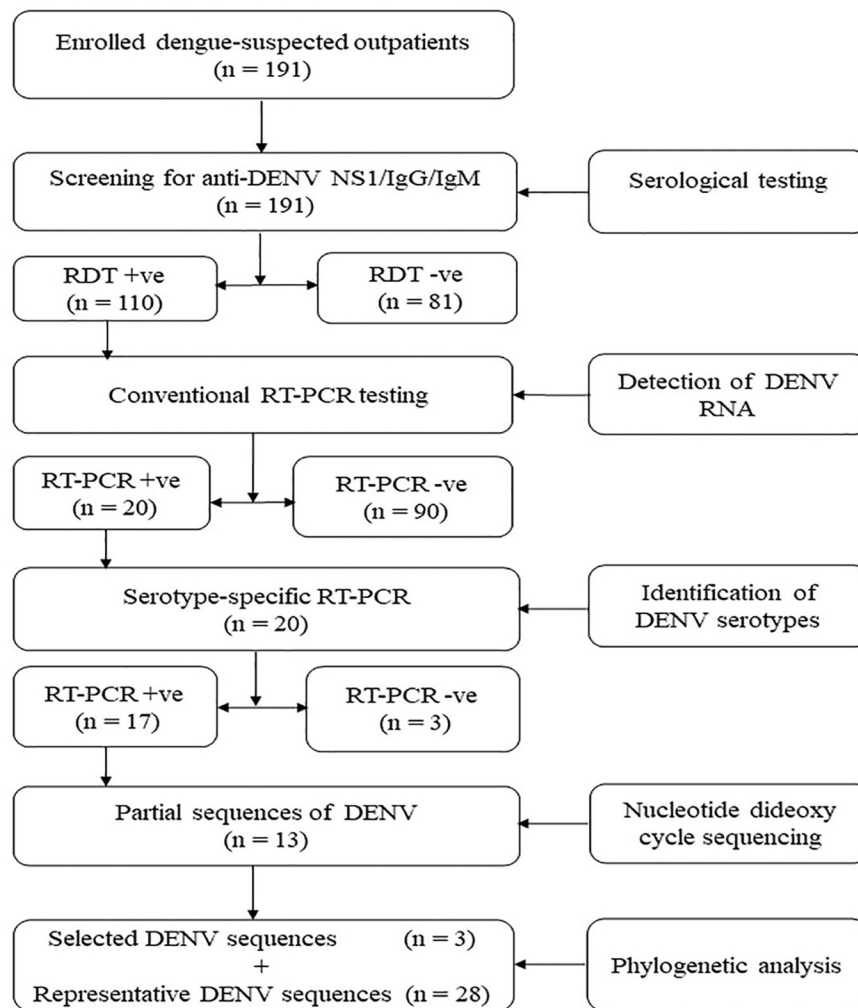 Enrolled dengue-suspected outpatients
(n = 191)
Screening for anti-DENV NS1/IgG/IgM
(n = 191)
Serological testing
RDT +ve
(n = 110)
RDT -ve
(n = 81)
Conventional RT-PCR testing
Detection of DENV
RNA
RT-PCR +ve
(n = 20)
RT-PCR -ve
(n = 90)
Serotype-specific RT-PCR
(n = 20)
Identification of
DENV serotypes
RT-PCR +ve
(n = 17)
RT-PCR -ve
(n = 3)
Partial sequences of DENV
(n = 13)
Nucleotide dideoxy
cycle sequencing
Selected DENV sequences (n = 3)
+
Representative DENV sequences (n = 28)
Phylogenetic analysis